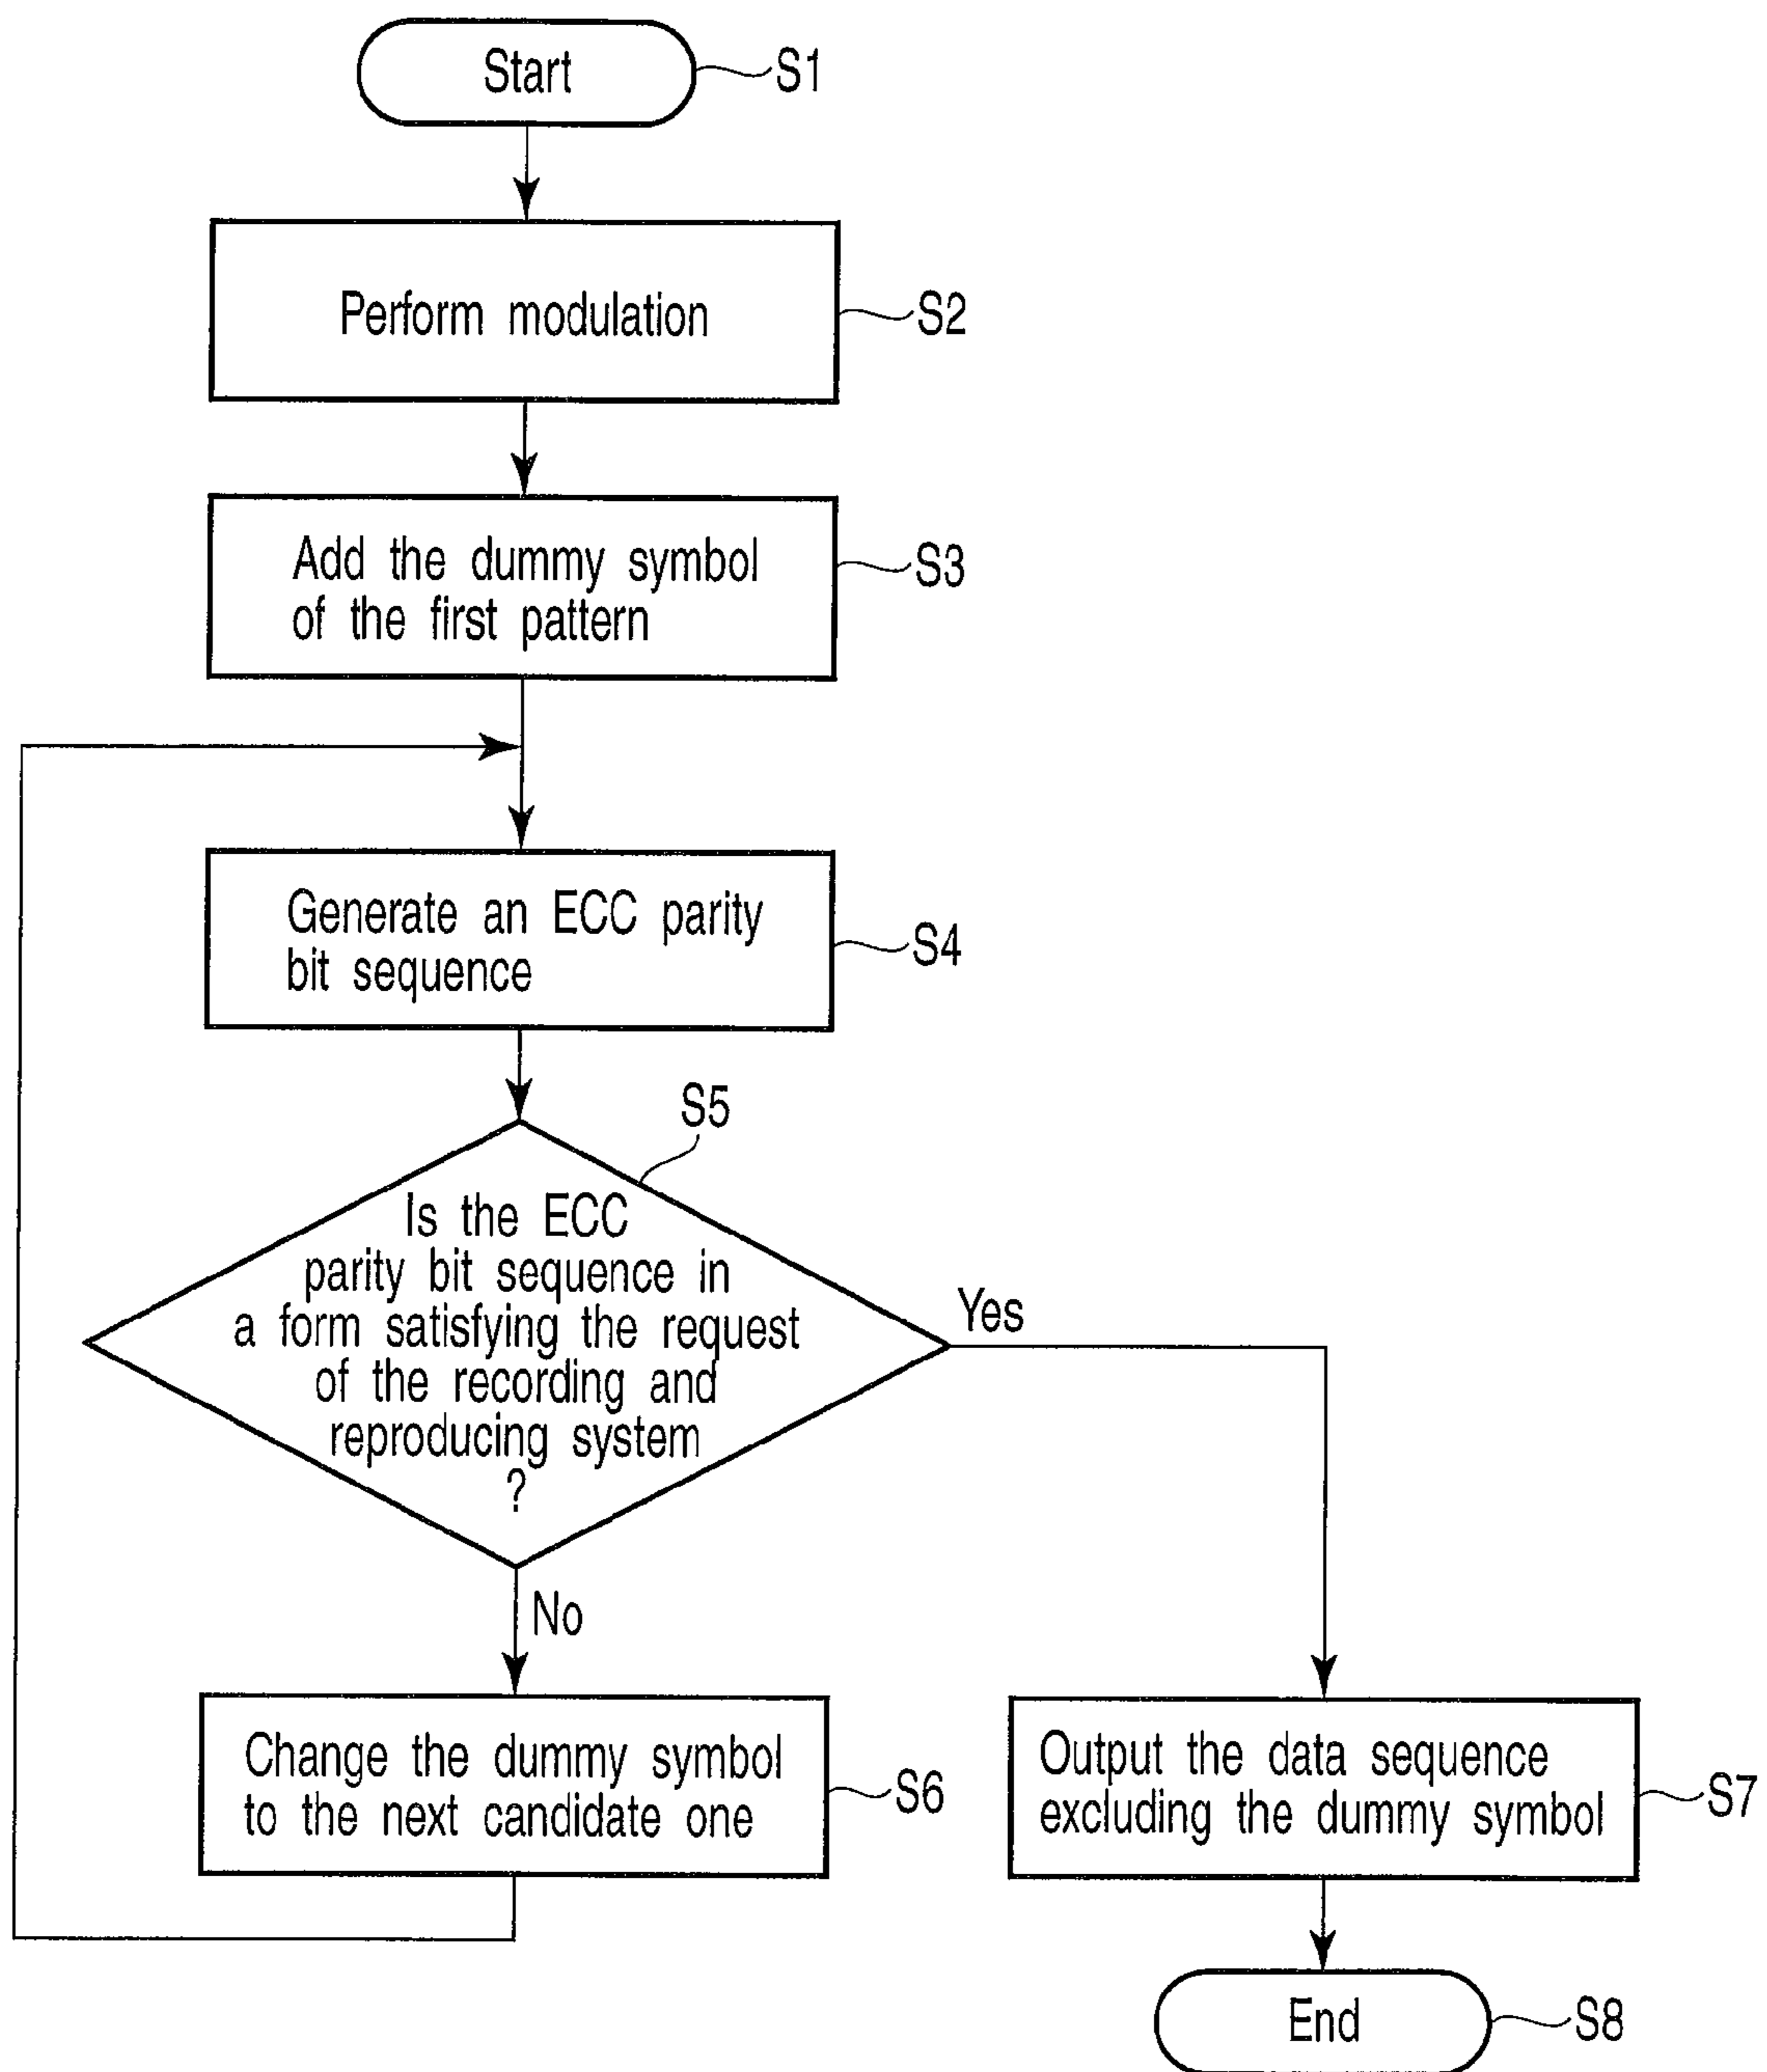 Start
S1
Perform modulation
S2
Add the dummy symbol
of the first pattern
S3
Generate an ECC parity
bit sequence
S4
S5
Is the ECC
parity bit sequence in
a form satisfying the request
of the recording and
reproducing system
?
Yes
No
Change the dummy symbol
to the next candidate one
S6
Output the data sequence
excluding the dummy symbol
S7
End
S8